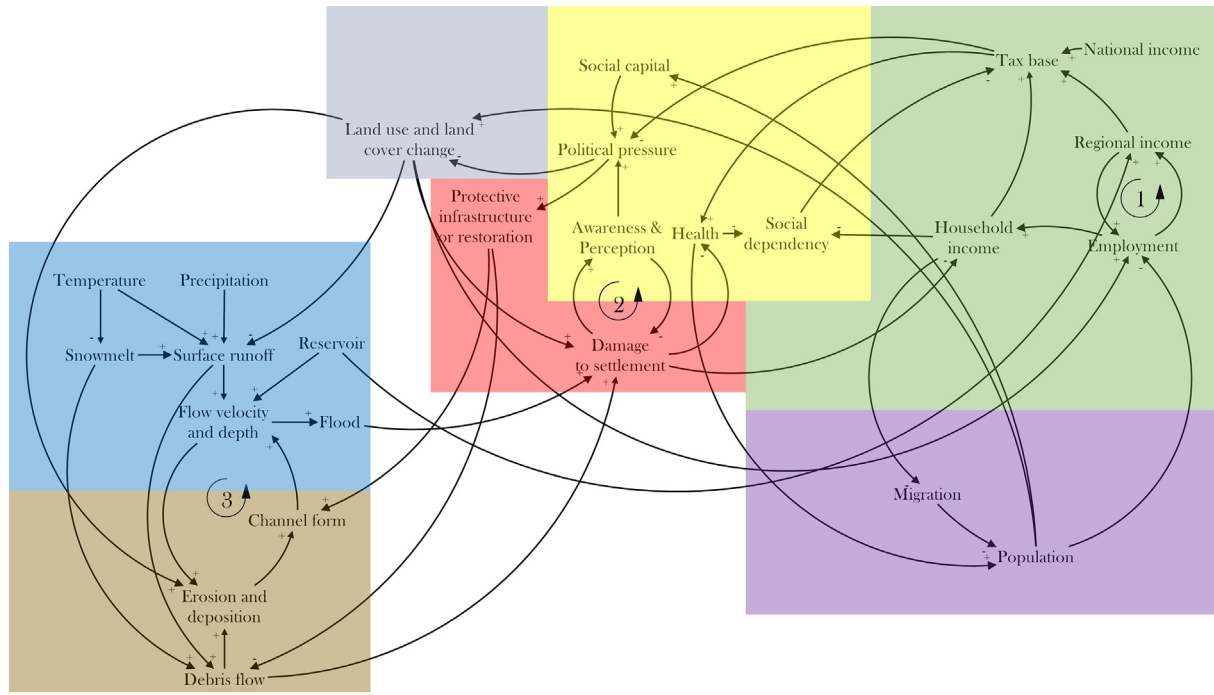 Social capital
Tax base
National income
Land use and land
cover change
Political pressure
Regional income
Protective
infrastructure
or restoration
Awareness &
Perception
Health
Social
dependency
Household
income
Employment
1
2
Temperature
Precipitation
Snowmelt
Surface runoff
Reservoir
Damage
to settlement
Flow velocity
and depth
Flood
3
Channel form
Migration
Population
Erosion and
deposition
Debris flow